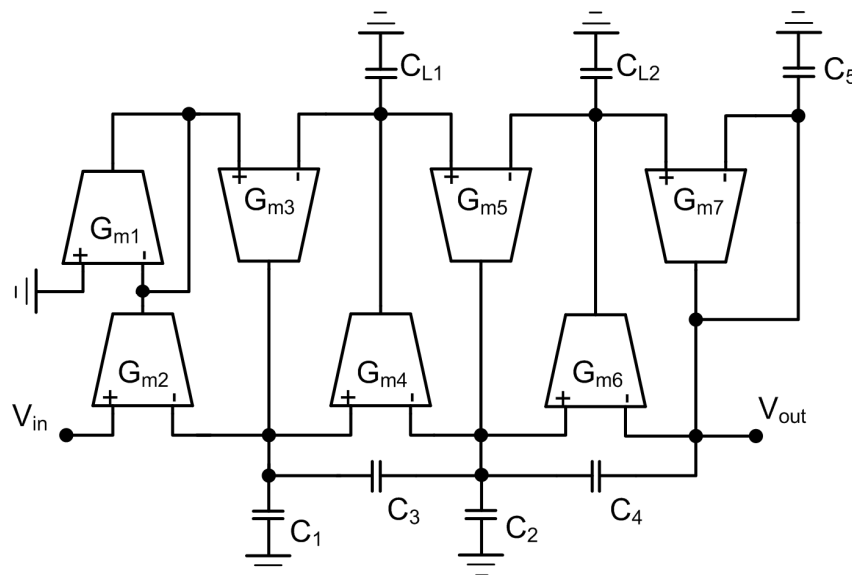 C_L1
C_L2
C_5
+ - + - + -
G_m3
G_m5
G_m7
G_m1
+ -
G_m2
G_m4
G_m6
+ - + - + -
V_in
V_out
C_3
C_4
C_1
C_2